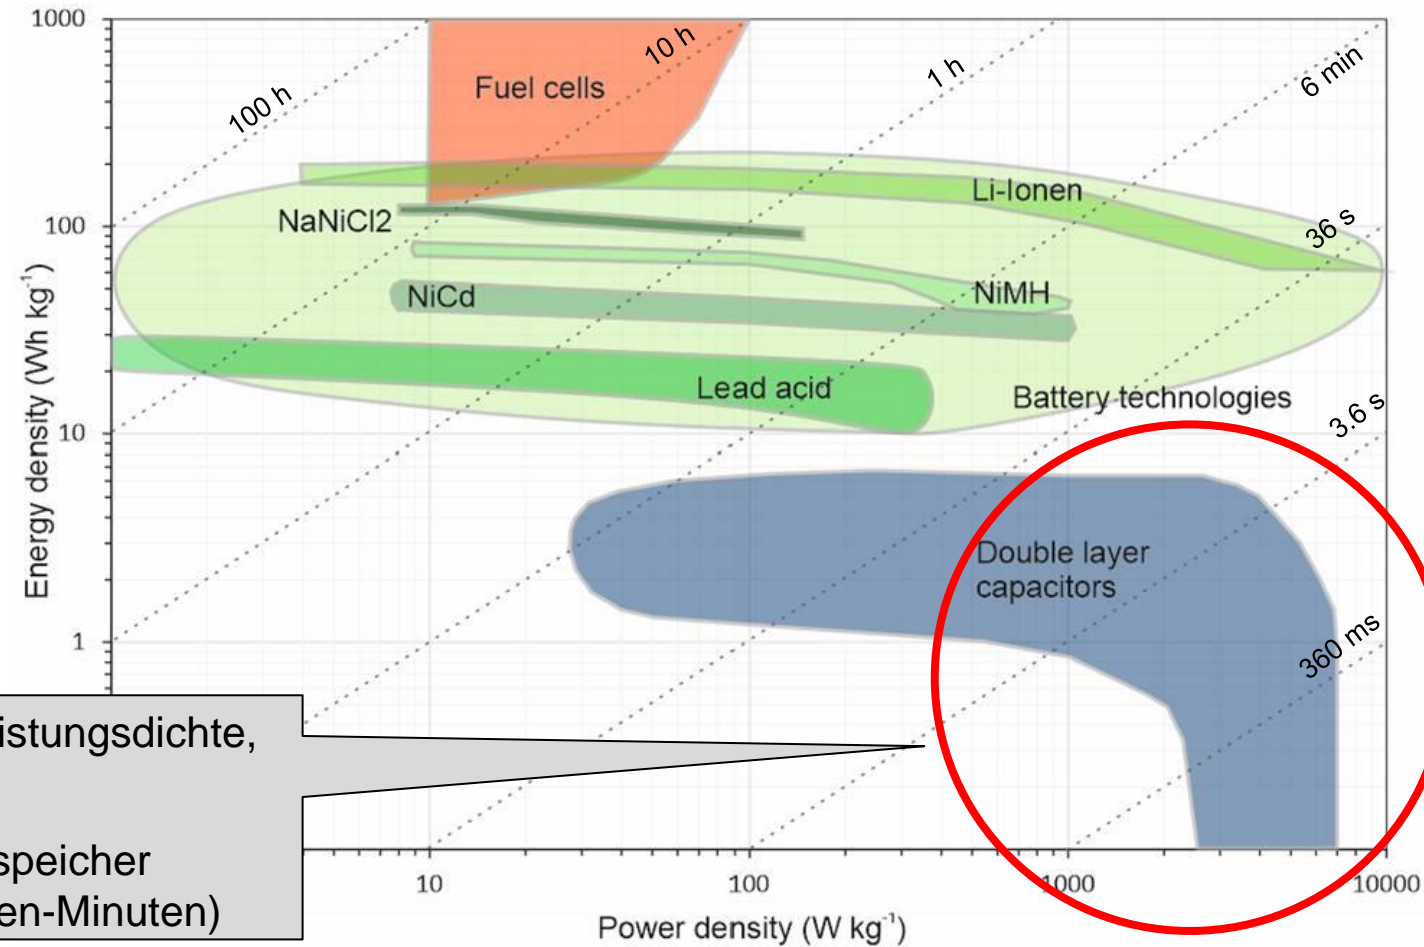 1000
100
10
1
Energy density (Wh kg⁻¹)
100 h
10 h
1 h
6 min
36 s
3.6 s
360 ms
Fuel cells
Li-Ionen
NaNiCl2
NiMH
NiCd
Lead acid
Battery technologies
Double layer
capacitors
istungsdichte,
speicher
en-Minuten)
10
100
1000
10000
Power density (W kg⁻¹)